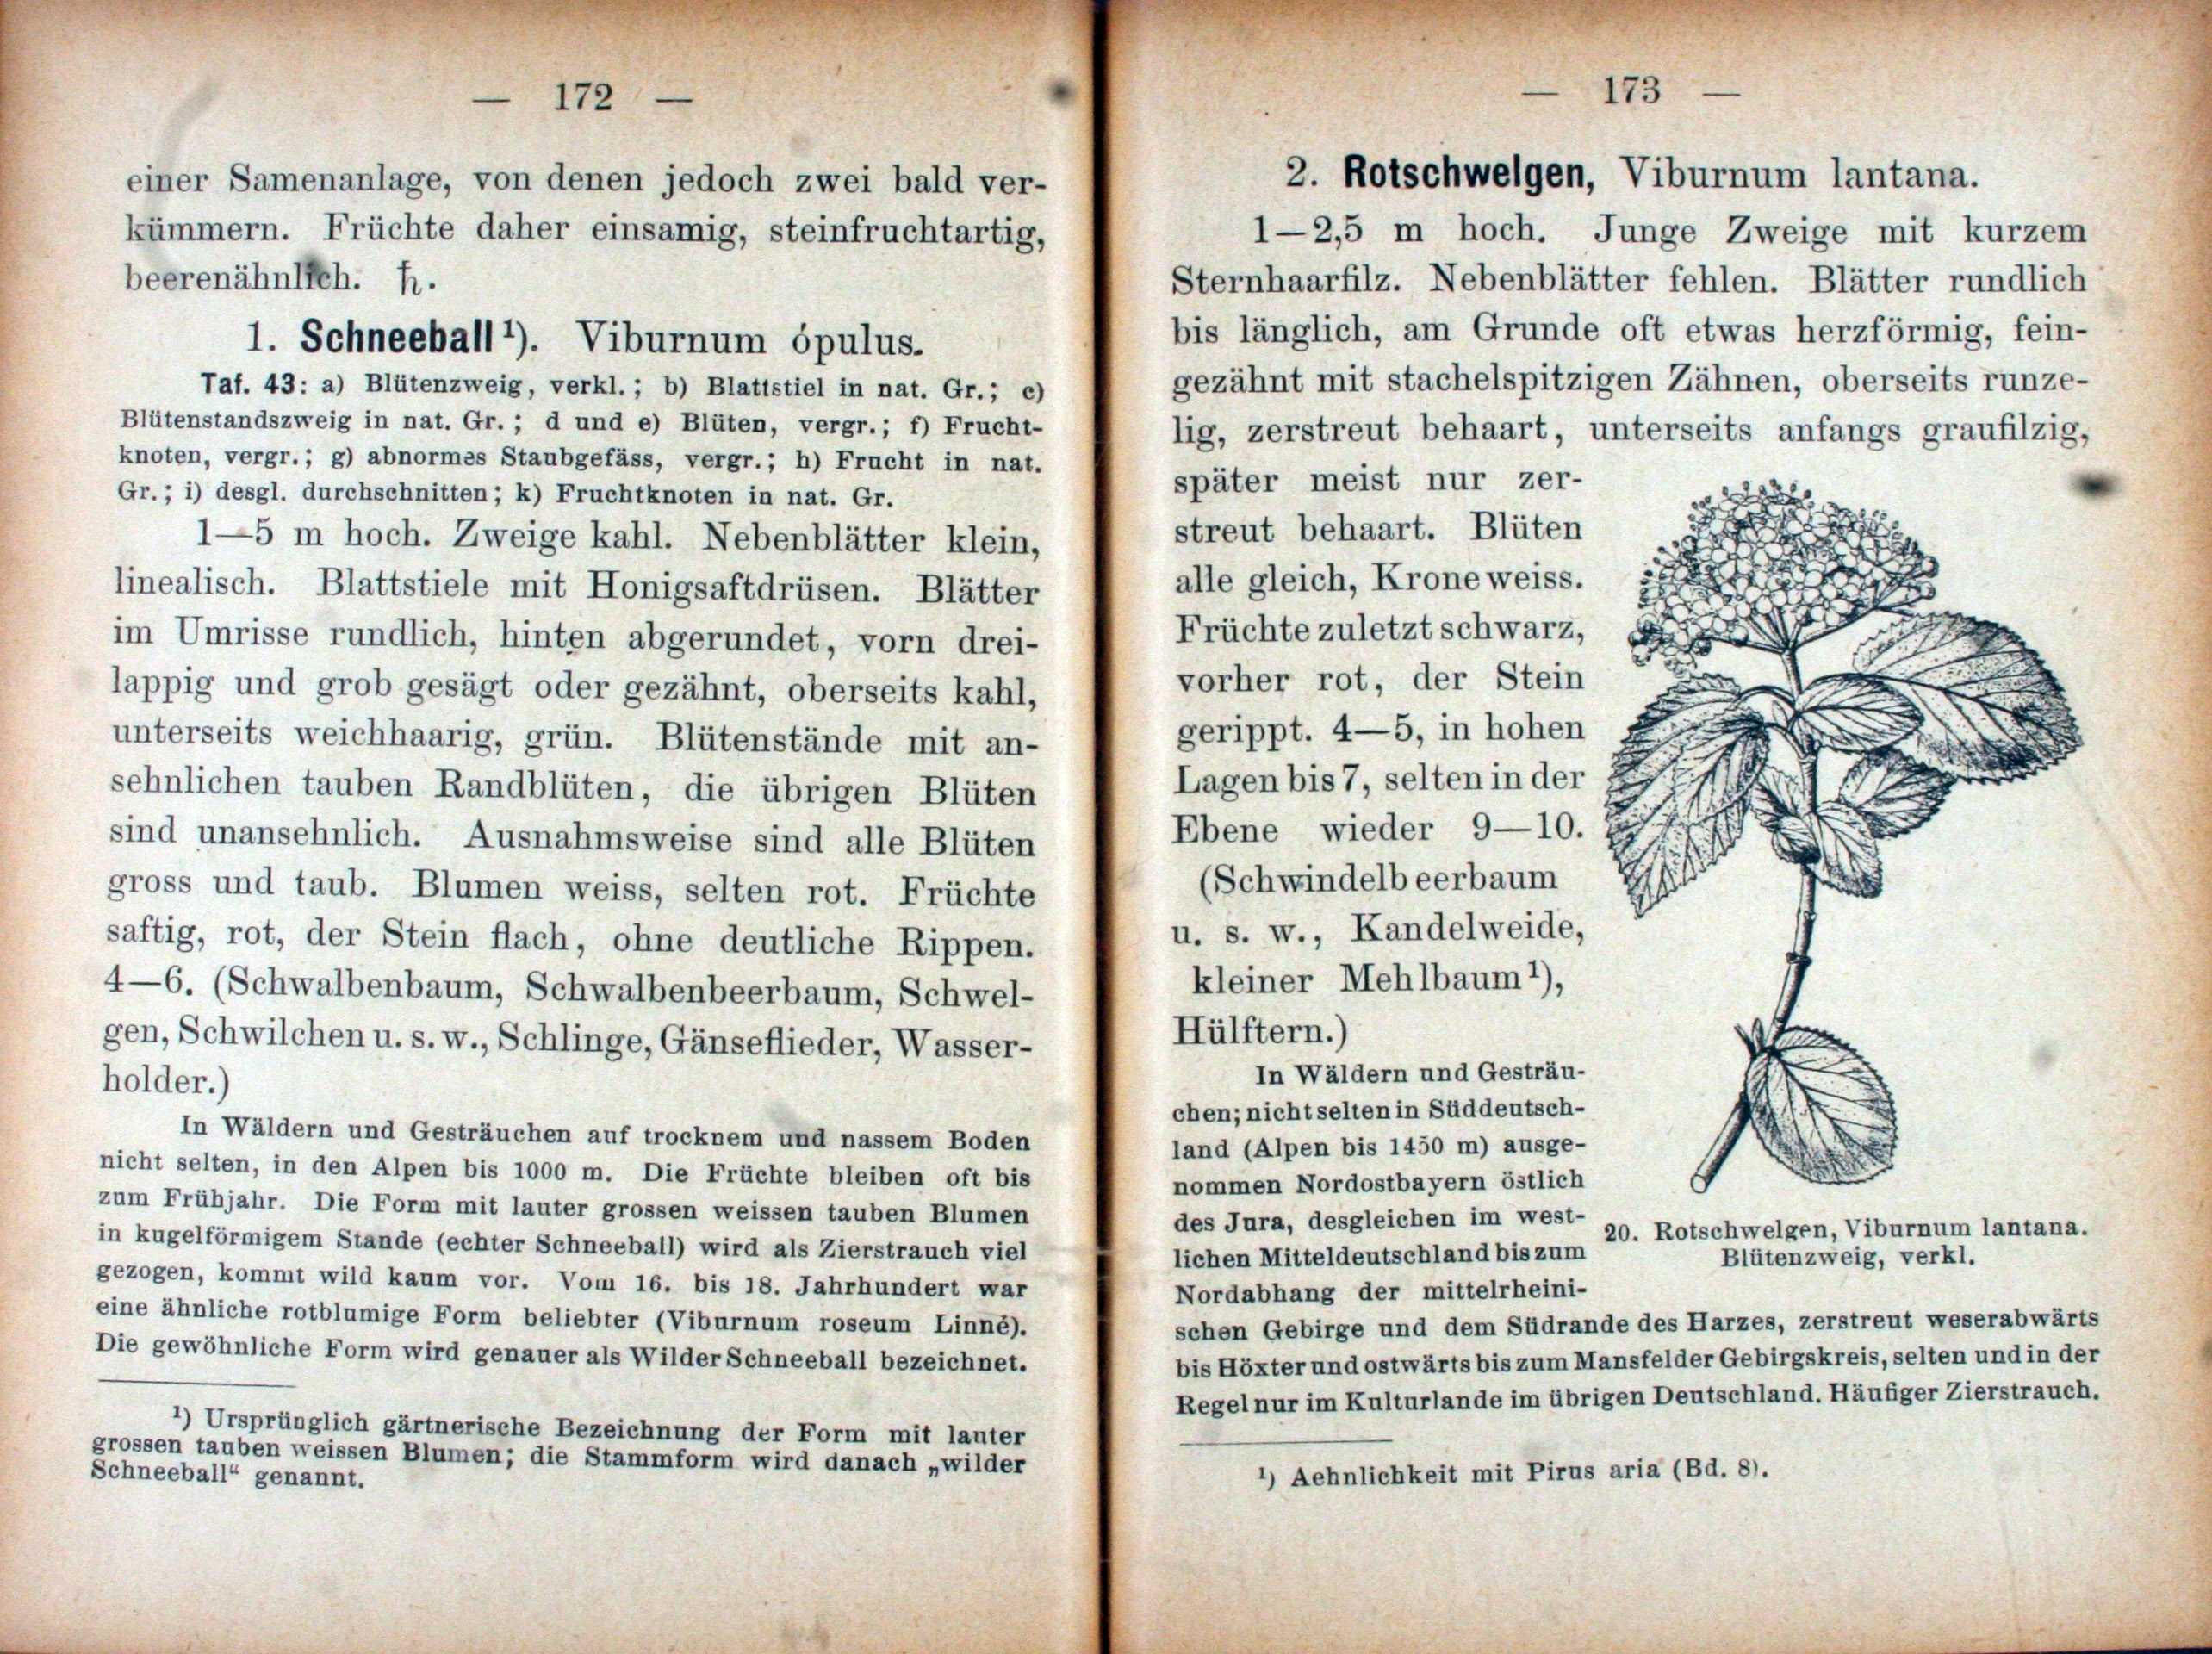 — 172 —
einer Samenanlage, von denen jedoch zwei bald ver-
kümmern. Früchte daher einsamig, steinfruchtartig,
beerenähnlich. ♄.
1. Schneeball ¹). Viburnum ópulus.
Taf. 43: a) Blütenzweig, verkl.; b) Blattstiel in nat. Gr.; c)
Blütenstandszweig in nat. Gr.; d und e) Blüten, vergr.; f) Frucht-
knoten, vergr.; g) abnormes Staubgefäss, vergr.; h) Frucht in nat.
Gr.; i) desgl. durchschnitten; k) Fruchtknoten in nat. Gr.
1—5 m hoch. Zweige kahl. Nebenblätter klein,
linealisch. Blattstiele mit Honigsaftdrüsen. Blätter
im Umrisse rundlich, hinten abgerundet, vorn drei-
lappig und grob gesägt oder gezähnt, oberseits kahl,
unterseits weichhaarig, grün. Blütenstände mit an-
sehnlichen tauben Randblüten, die übrigen Blüten
sind unansehnlich. Ausnahmsweise sind alle Blüten
gross und taub. Blumen weiss, selten rot. Früchte
saftig, rot, der Stein flach, ohne deutliche Rippen.
4—6. (Schwalbenbaum, Schwalbenbeerbaum, Schwel-
gen, Schwilchen u. s. w., Schlinge, Gänseflieder, Wasser-
holder.)
In Wäldern und Gesträuchen auf trocknem und nassem Boden
nicht selten, in den Alpen bis 1000 m. Die Früchte bleiben oft bis
zum Frühjahr. Die Form mit lauter grossen weissen tauben Blumen
in kugelförmigem Stande (echter Schneeball) wird als Zierstrauch viel
gezogen, kommt wild kaum vor. Vom 16. bis 18. Jahrhundert war
eine ähnliche rotblumige Form beliebter (Viburnum roseum Linné).
Die gewöhnliche Form wird genauer als Wilder Schneeball bezeichnet.
¹) Ursprünglich gärtnerische Bezeichnung der Form mit lauter
grossen tauben weissen Blumen; die Stammform wird danach „wilder
Schneeball“ genannt.
— 173 —
2. Rotschwelgen, Viburnum lantana.
1—2,5 m hoch. Junge Zweige mit kurzem
Sternhaarfilz. Nebenblätter fehlen. Blätter rundlich
bis länglich, am Grunde oft etwas herzförmig, fein-
gezähnt mit stachelspitzigen Zähnen, oberseits runze-
lig, zerstreut behaart, unterseits anfangs graufilzig,
später meist nur zer-
streut behaart. Blüten
alle gleich, Krone weiss.
Früchte zuletzt schwarz,
vorher rot, der Stein
gerippt. 4—5, in hohen
Lagen bis 7, selten in der
Ebene wieder 9—10.
(Schwindelbeerbaum
u. s. w., Kandelweide,
kleiner Mehlbaum ¹),
Hülftern.)
In Wäldern und Gesträu-
chen; nicht selten in Süddeutsch-
land (Alpen bis 1450 m) ausge-
nommen Nordostbayern östlich
des Jura, desgleichen im west-
lichen Mitteldeutschland bis zum
Nordabhang der mittelrheini-
schen Gebirge und dem Südrande des Harzes, zerstreut weserabwärts
bis Höxter und ostwärts bis zum Mansfelder Gebirgskreis, selten und in der
Regel nur im Kulturlande im übrigen Deutschland. Häufiger Zierstrauch.
20. Rotschwelgen, Viburnum lantana.
Blütenzweig, verkl.
¹) Aehnlichkeit mit Pirus aria (Bd. 8).